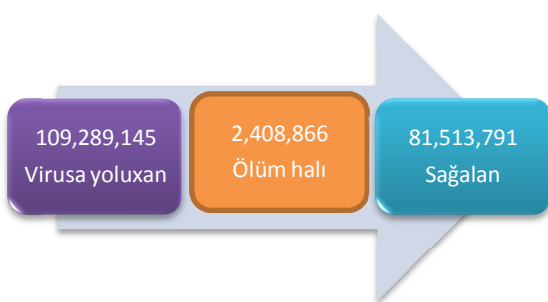 109,289,145
Virusa yoluxan
2,408,866
Ölüm halı
81,513,791
Sağalan